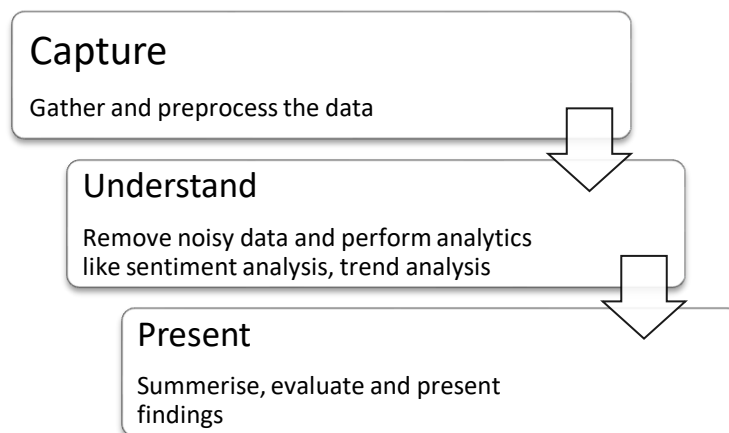 Capture
Gather and preprocess the data
Understand
Remove noisy data and perform analytics
like sentiment analysis, trend analysis
Present
Summerise, evaluate and present
findings